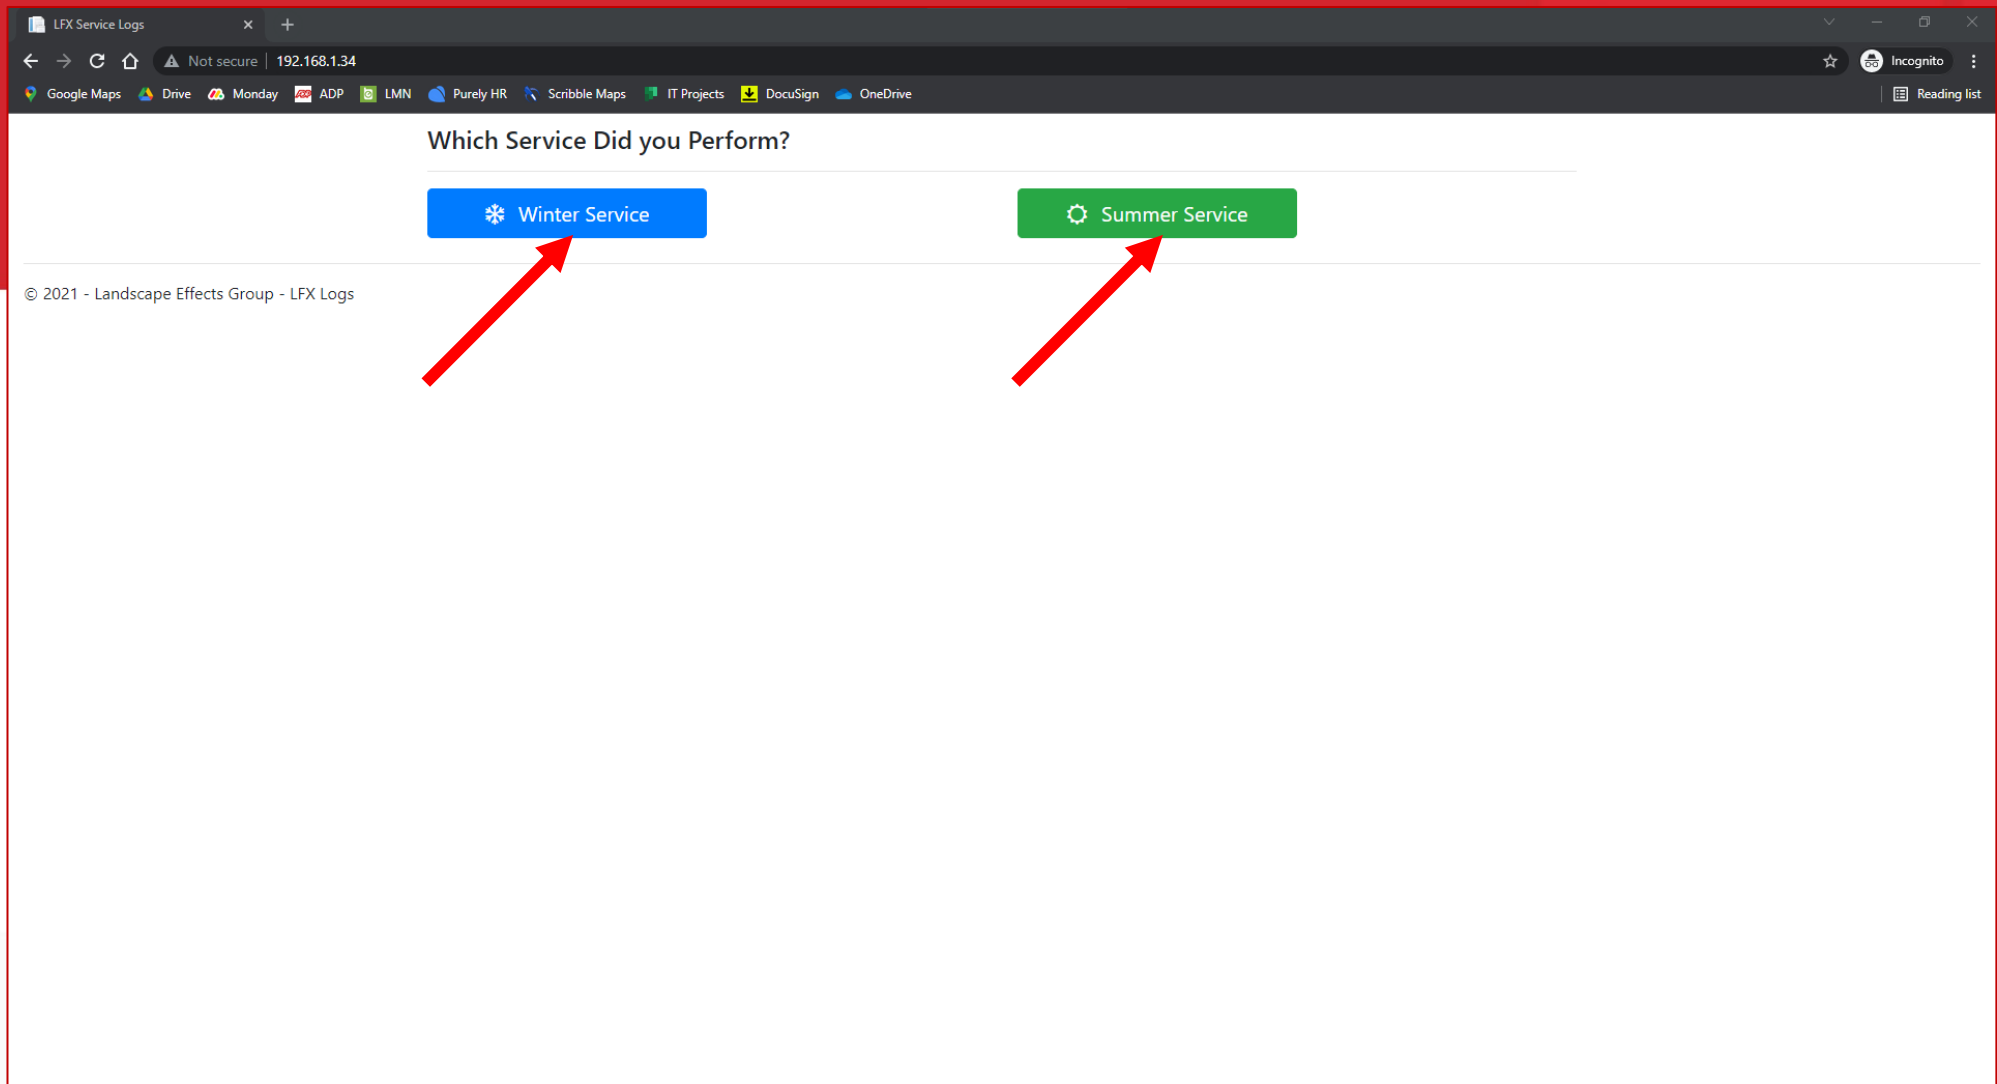 LFX Service Logs
Not secure 192.168.1.34
Incognito
Google Maps Drive Monday ADP LMN Purely HR Scribble Maps IT Projects DocuSign OneDrive Reading list
Which Service Did you Perform?
Winter Service Summer Service
© 2021 - Landscape Effects Group - LFX Logs